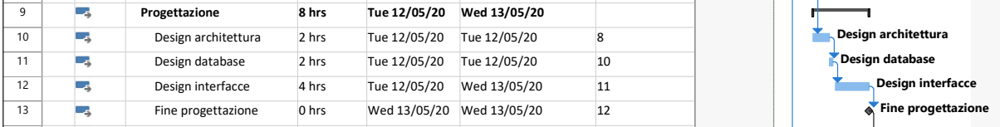 9 Progettazione 8 hrs Tue 12/05/20 Wed 13/05/20
10 Design architettura 2 hrs Tue 12/05/20 Tue 12/05/20 8 Design architettura
11 Design database 2 hrs Tue 12/05/20 Tue 12/05/20 10 Design database
12 Design interfacce 4 hrs Tue 12/05/20 Wed 13/05/20 11 Design interfacce
13 Fine progettazione 0 hrs Wed 13/05/20 Wed 13/05/20 12 Fine progettazione